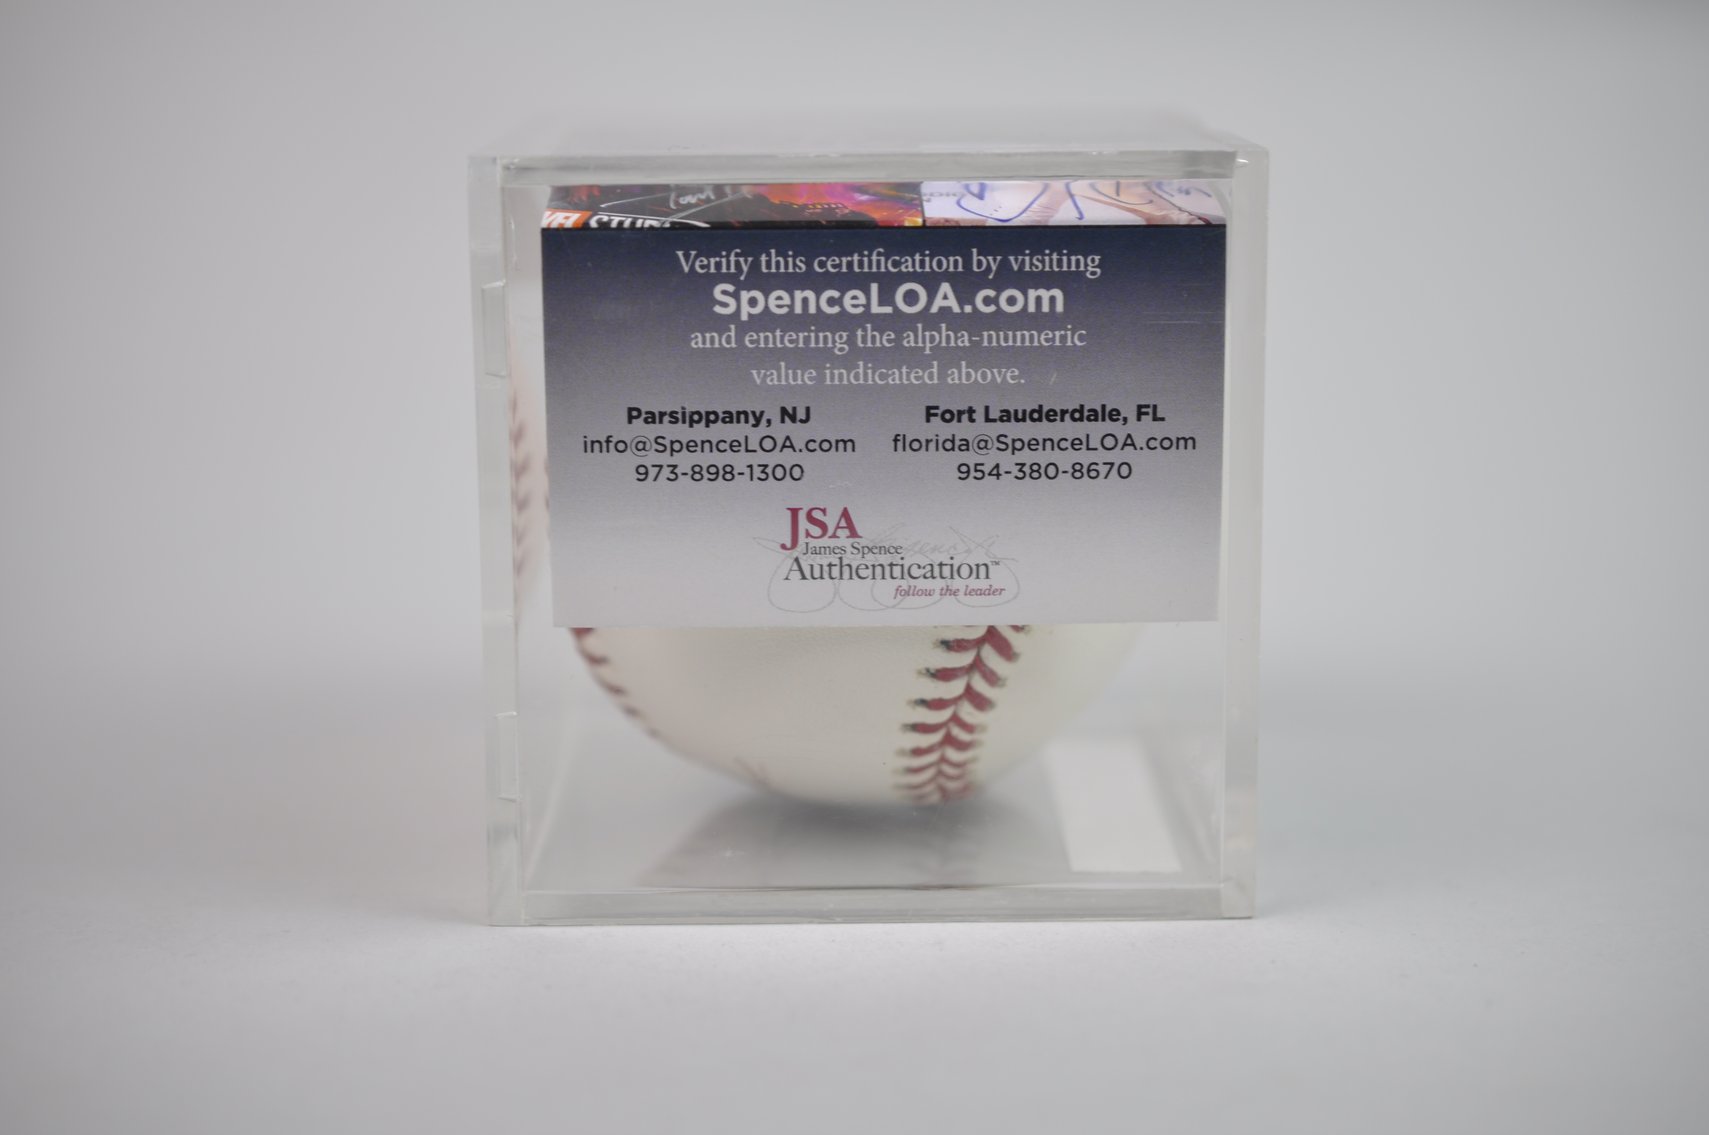 Verify this certification by visiting
SpenceLOA.com
and entering the alpha-numeric
value indicated above.
Parsippany, NJ
info@SpenceLOA.com
973-898-1300
Fort Lauderdale, FL
florida@SpenceLOA.com
954-380-8670
JSA
James Spence
Authentication™
follow the leader